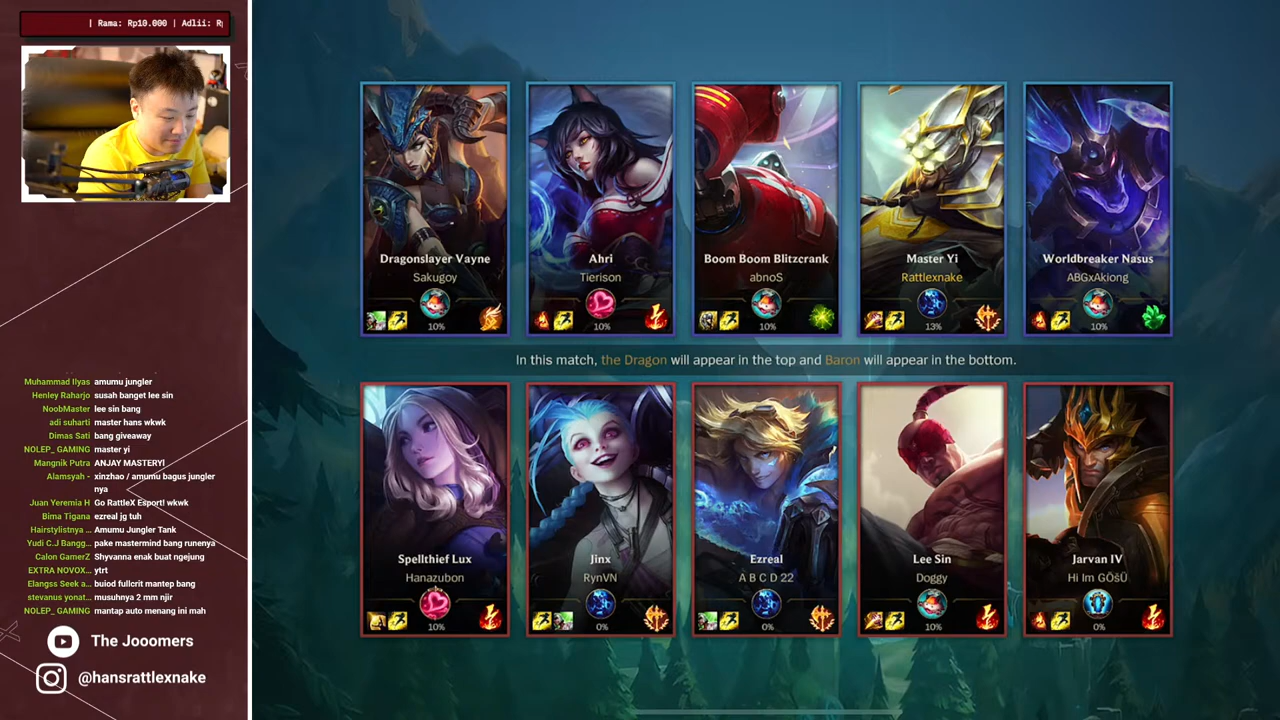 | Rama: Rp10.000 | Adlii: R
Dragonslayer Vayne
Sakugoy
10%
Ahri
Tierison
10%
Boom Boom Blitzcrank
abnoS
10%
Master Yi
Rattlexnake
13%
Worldbreaker Nasus
ABGxAkiong
10%
In this match, the Dragon will appear in the top and Baron will appear in the bottom.
Spellthief Lux
Hanazubon
10%
Jinx
RynVN
0%
Ezreal
A B C D 22
0%
Lee Sin
Doggy
10%
Jarvan IV
Hi Im GÔŝÜ
0%
Muhammad Ilyas amumu jungler
Henley Raharjo susah banget lee sin
NoobMaster lee sin bang
adi suharti master hans wkwk
Dimas Sati bang giveaway
NOLEP_ GAMING master yi
Mangnik Putra ANJAY MASTERYI
Alamsyah - xinzhao / amumu bagus jungler
nya
Juan Yeremia H Go RattleX Esport! wkwk
Bima Tigana ezreal jg tuh
Hairstylistnya ... Amumu Jungler Tank
Yudi C.J Bangg... pake mastermind bang runenya
Calon GamerZ Shyvanna enak buat ngejung
EXTRA NOVOX... ytrt
Elangss Seek a... buiod fullcrit mantep bang
stevanus yonat... musuhnya 2 mm njir
NOLEP_ GAMING mantap auto menang ini mah
The Jooomers
@hansrattlexnake